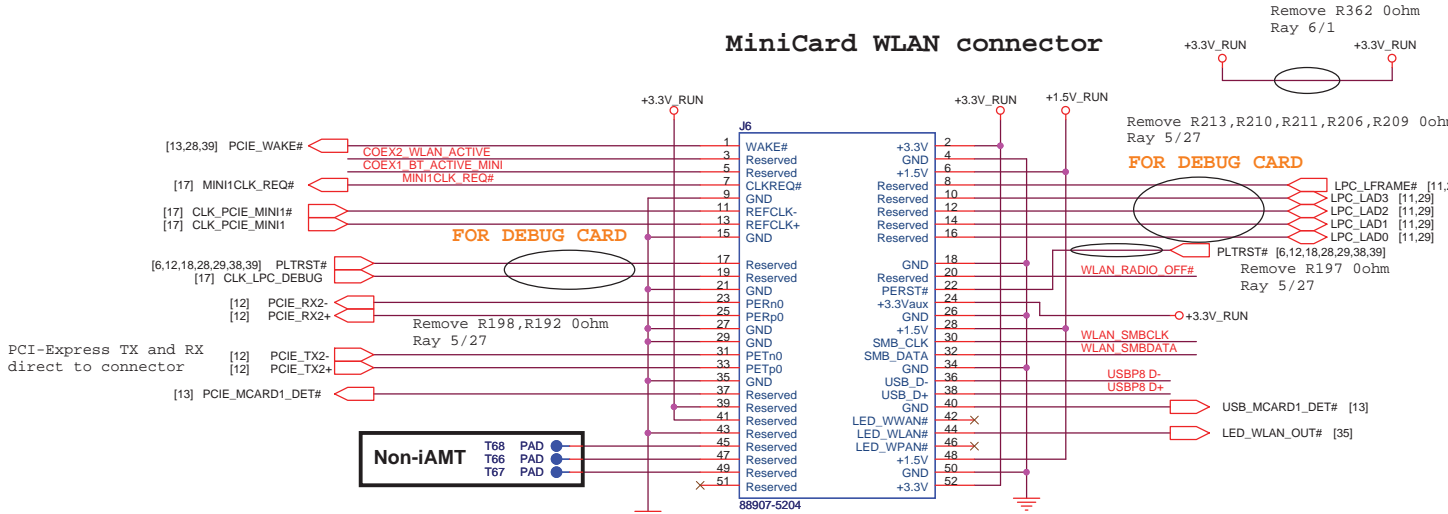 Remove R362 0ohm
Ray 6/1
MiniCard WLAN connector
+3.3V_RUN +3.3V_RUN
+3.3V_RUN +3.3V_RUN +1.5V_RUN
Remove R213,R210,R211,R206,R209 0ohm
Ray 5/27
J6
[13,28,39] PCIE_WAKE# 1 WAKE# +3.3V 2
COEX2_WLAN_ACTIVE 3 Reserved GND 4
COEX1_BT_ACTIVE_MINI 5 Reserved +1.5V 6
FOR DEBUG CARD
[17] MINI1CLK_REQ# MINI1CLK_REQ# 7 CLKREQ# Reserved 8 LPC_LFRAME# [11,
9 GND Reserved 10 LPC_LAD3 [11,29]
[17] CLK_PCIE_MINI1# 11 REFCLK- Reserved 12 LPC_LAD2 [11,29]
[17] CLK_PCIE_MINI1 13 REFCLK+ Reserved 14 LPC_LAD1 [11,29]
15 GND Reserved 16 LPC_LAD0 [11,29]
FOR DEBUG CARD
PLTRST# [6,12,18,28,29,38,39]
[6,12,18,28,29,38,39] PLTRST# 17 Reserved GND 18
[17] CLK_LPC_DEBUG 19 Reserved Reserved 20 WLAN_RADIO_OFF#
Remove R197 0ohm
Ray 5/27
21 GND PERST# 22
[12] PCIE_RX2- 23 PERn0 +3.3Vaux 24
[12] PCIE_RX2+ 25 PERp0 GND 26 +3.3V_RUN
Remove R198,R192 0ohm
Ray 5/27
27 GND +1.5V 28
29 GND SMB_CLK 30 WLAN_SMBCLK
PCI-Express TX and RX
direct to connector
[12] PCIE_TX2- 31 PETn0 SMB_DATA 32 WLAN_SMBDATA
[12] PCIE_TX2+ 33 PETp0 GND 34
35 GND USB_D- 36 USBP8 D-
[13] PCIE_MCARD1_DET# 37 Reserved USB_D+ 38 USBP8 D+
39 Reserved GND 40 USB_MCARD1_DET# [13]
41 Reserved LED_WWAN# 42
43 Reserved LED_WLAN# 44 LED_WLAN_OUT# [35]
Non-iAMT
T68 PAD 45 Reserved LED_WPAN# 46
T66 PAD 47 Reserved +1.5V 48
T67 PAD 49 Reserved GND 50
51 Reserved +3.3V 52
88907-5204